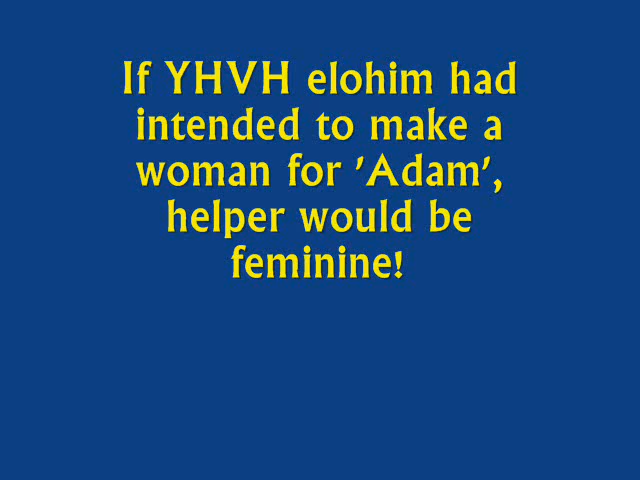 If YHVH elohim had
intended to make a
woman for 'Adam',
helper would be
feminine!